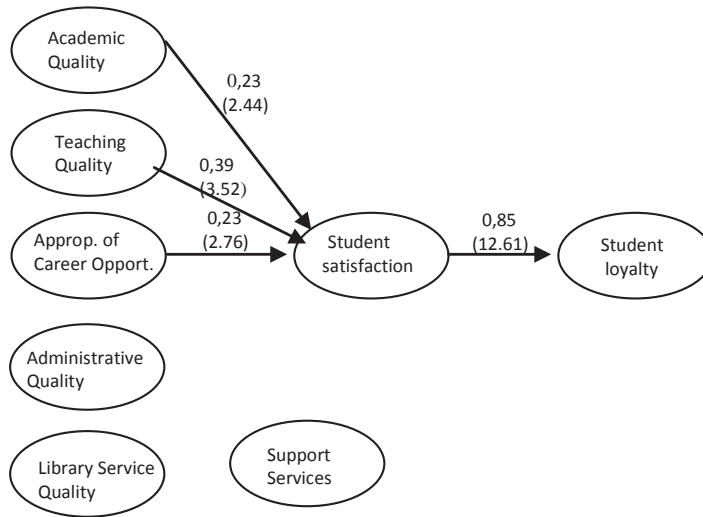 Academic
Quality
0,23
(2.44)
Teaching
Quality
0,39
(3.52)
0,23
(2.76)
Approp. of
Career Opport.
Student
satisfaction
0,85
(12.61)
Student
loyalty
Administrative
Quality
Library Service
Quality
Support
Services